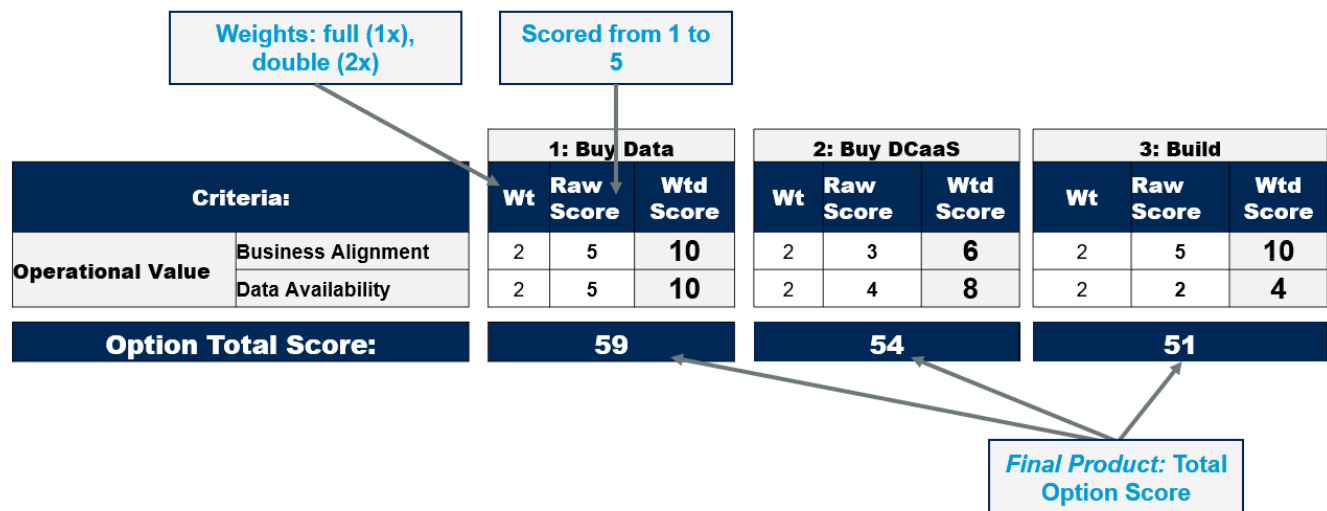 Weights: full (1x),
double (2x)
Scored from 1 to
5
1: Buy Data
2: Buy DCaaS
3: Build
Criteria:
Wt
Raw
Score
Wtd
Score
Wt
Raw
Score
Wtd
Score
Wt
Raw
Score
Wtd
Score
Operational Value
Business Alignment
2 5 10 2 3 6 2 5 10
Data Availability
2 5 10 2 4 8 2 2 4
Option Total Score: 59 54 51
Final Product: Total
Option Score